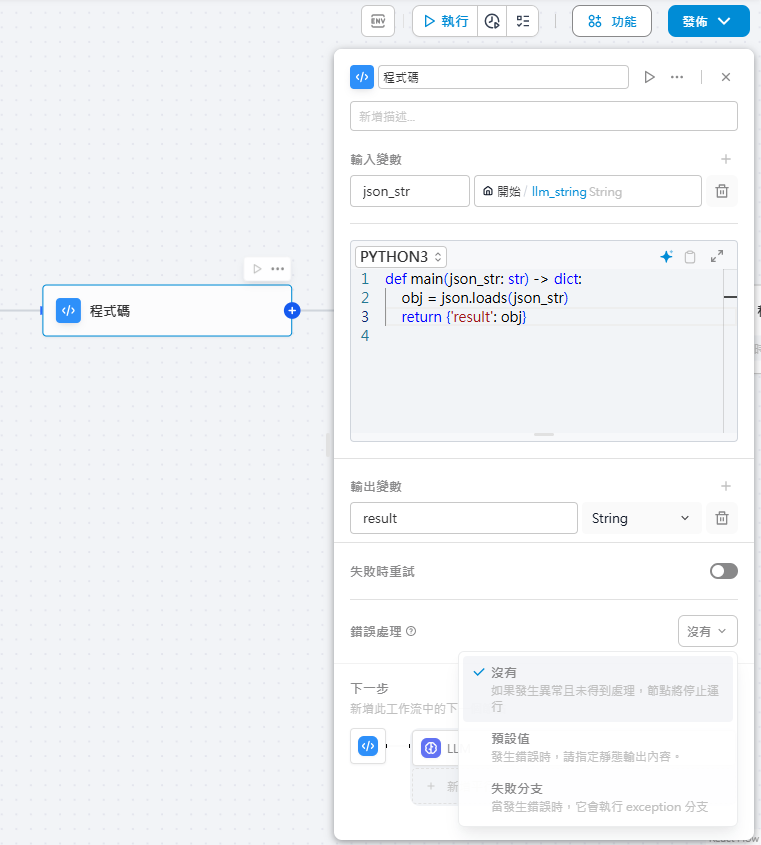 ENV
執行
功能
發佈
程式碼
新增描述...
輸入變數
json_str
開始 / llm_string String
PYTHON3
1 def main(json_str: str) -> dict:
2 obj = json.loads(json_str)
3 return {'result': obj}
4
程式碼
輸出變數
result
String
失敗時重試
錯誤處理
沒有
沒有
如果發生異常且未得到處理，節點將停止運
行
預設值
發生錯誤時，請指定靜態輸出內容。
失敗分支
當發生錯誤時，它會執行 exception 分支
下一步
新增此工作流中的下
LL
+ 新